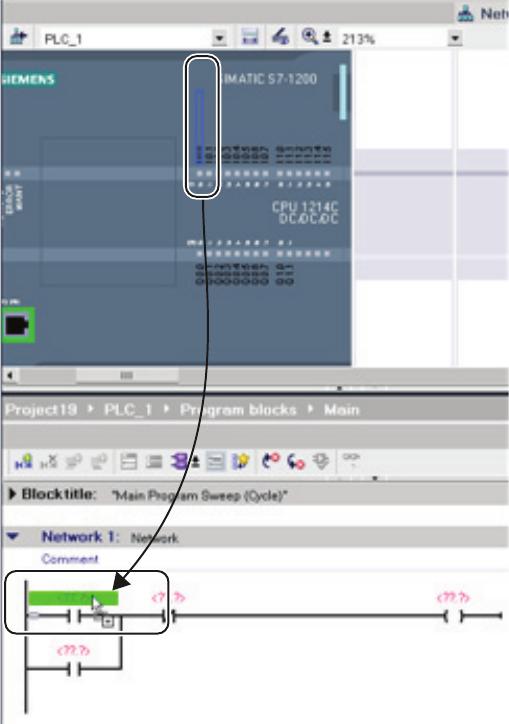 Netw
PLC_1
213%
SIEMENS
SIMATIC S7-1200
CPU 1214C
DC/DC/DC
Project19 PLC_1 Program blocks Main
Block title: "Main Program Sweep (Cycle)"
Network 1: Network
Comment
<??.?> <??.?>
<??.?>